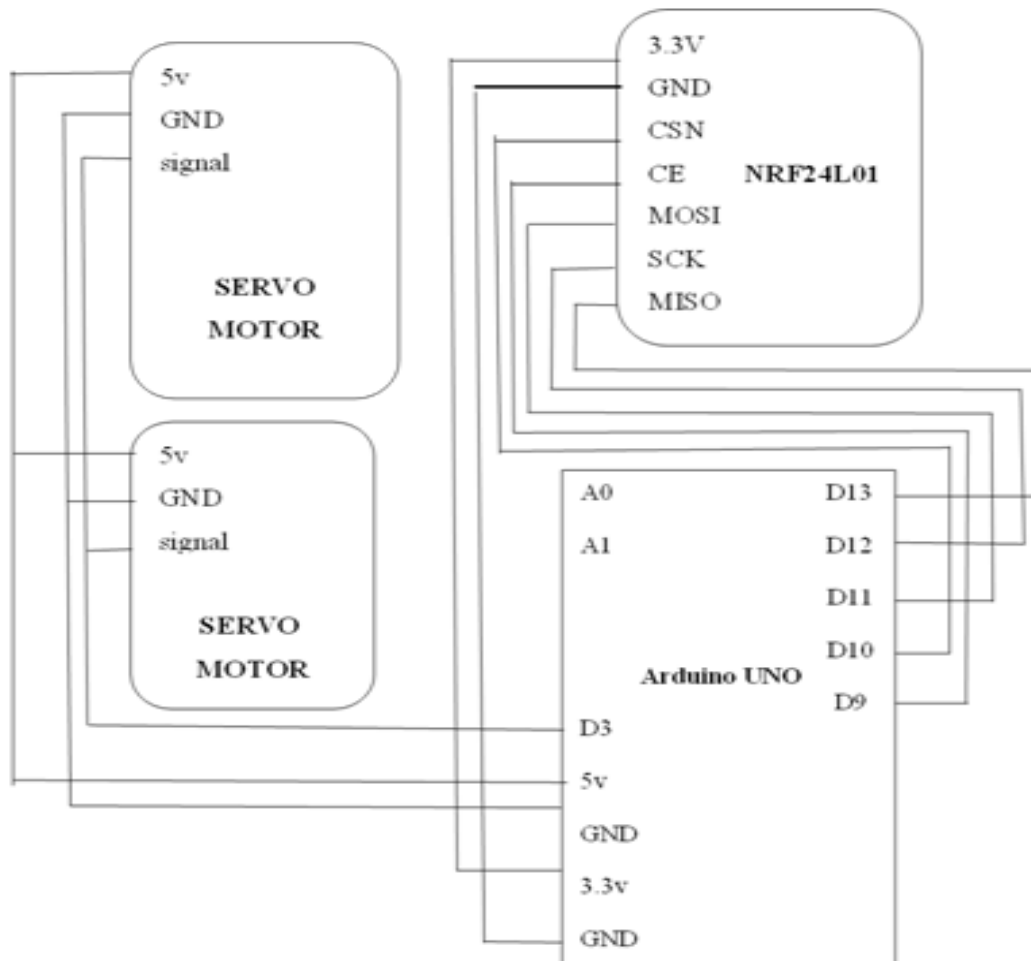 5v
GND
signal
SERVO
MOTOR
5v
GND
signal
SERVO
MOTOR
3.3V
GND
CSN
CE
NRF24L01
MOSI
SCK
MISO
A0
A1
D3
5v
GND
3.3v
GND
Arduino UNO
D13
D12
D11
D10
D9